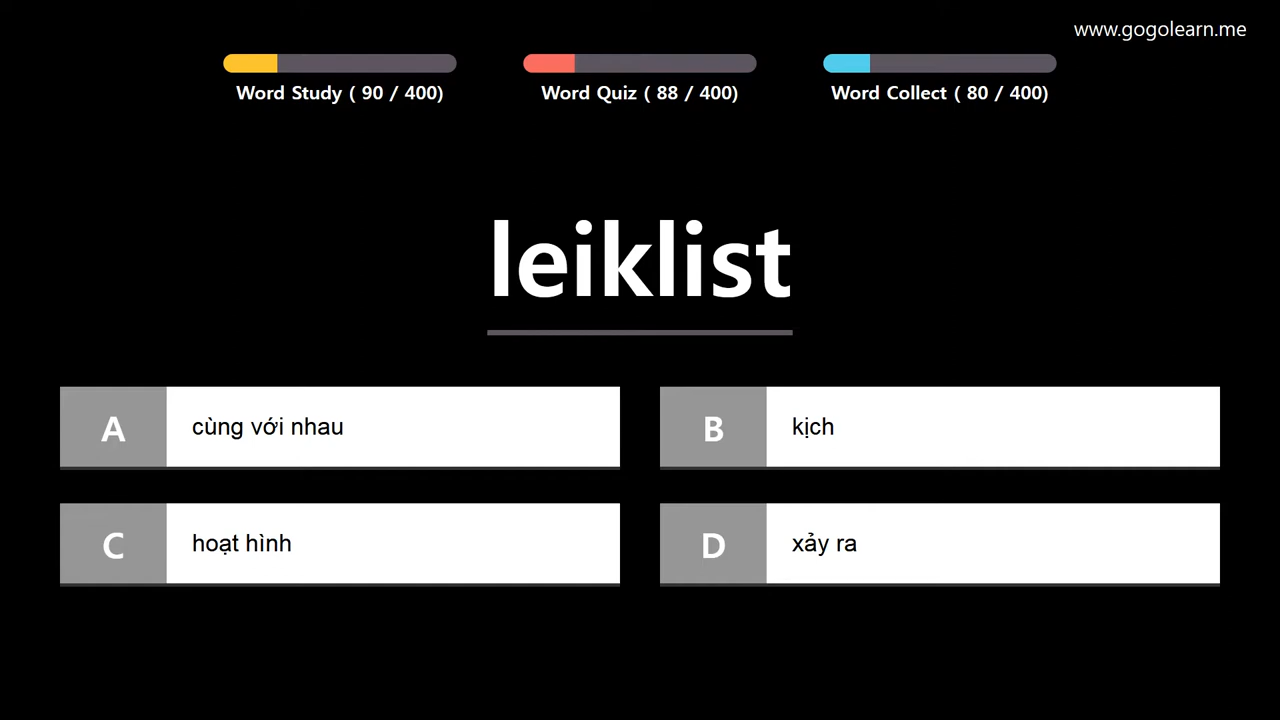 www.gogolearn.me
Word Study ( 90 / 400)
Word Quiz ( 88 / 400)
Word Collect ( 80 / 400)
leiklist
A
cùng với nhau
B
kịch
C
hoạt hình
D
xảy ra